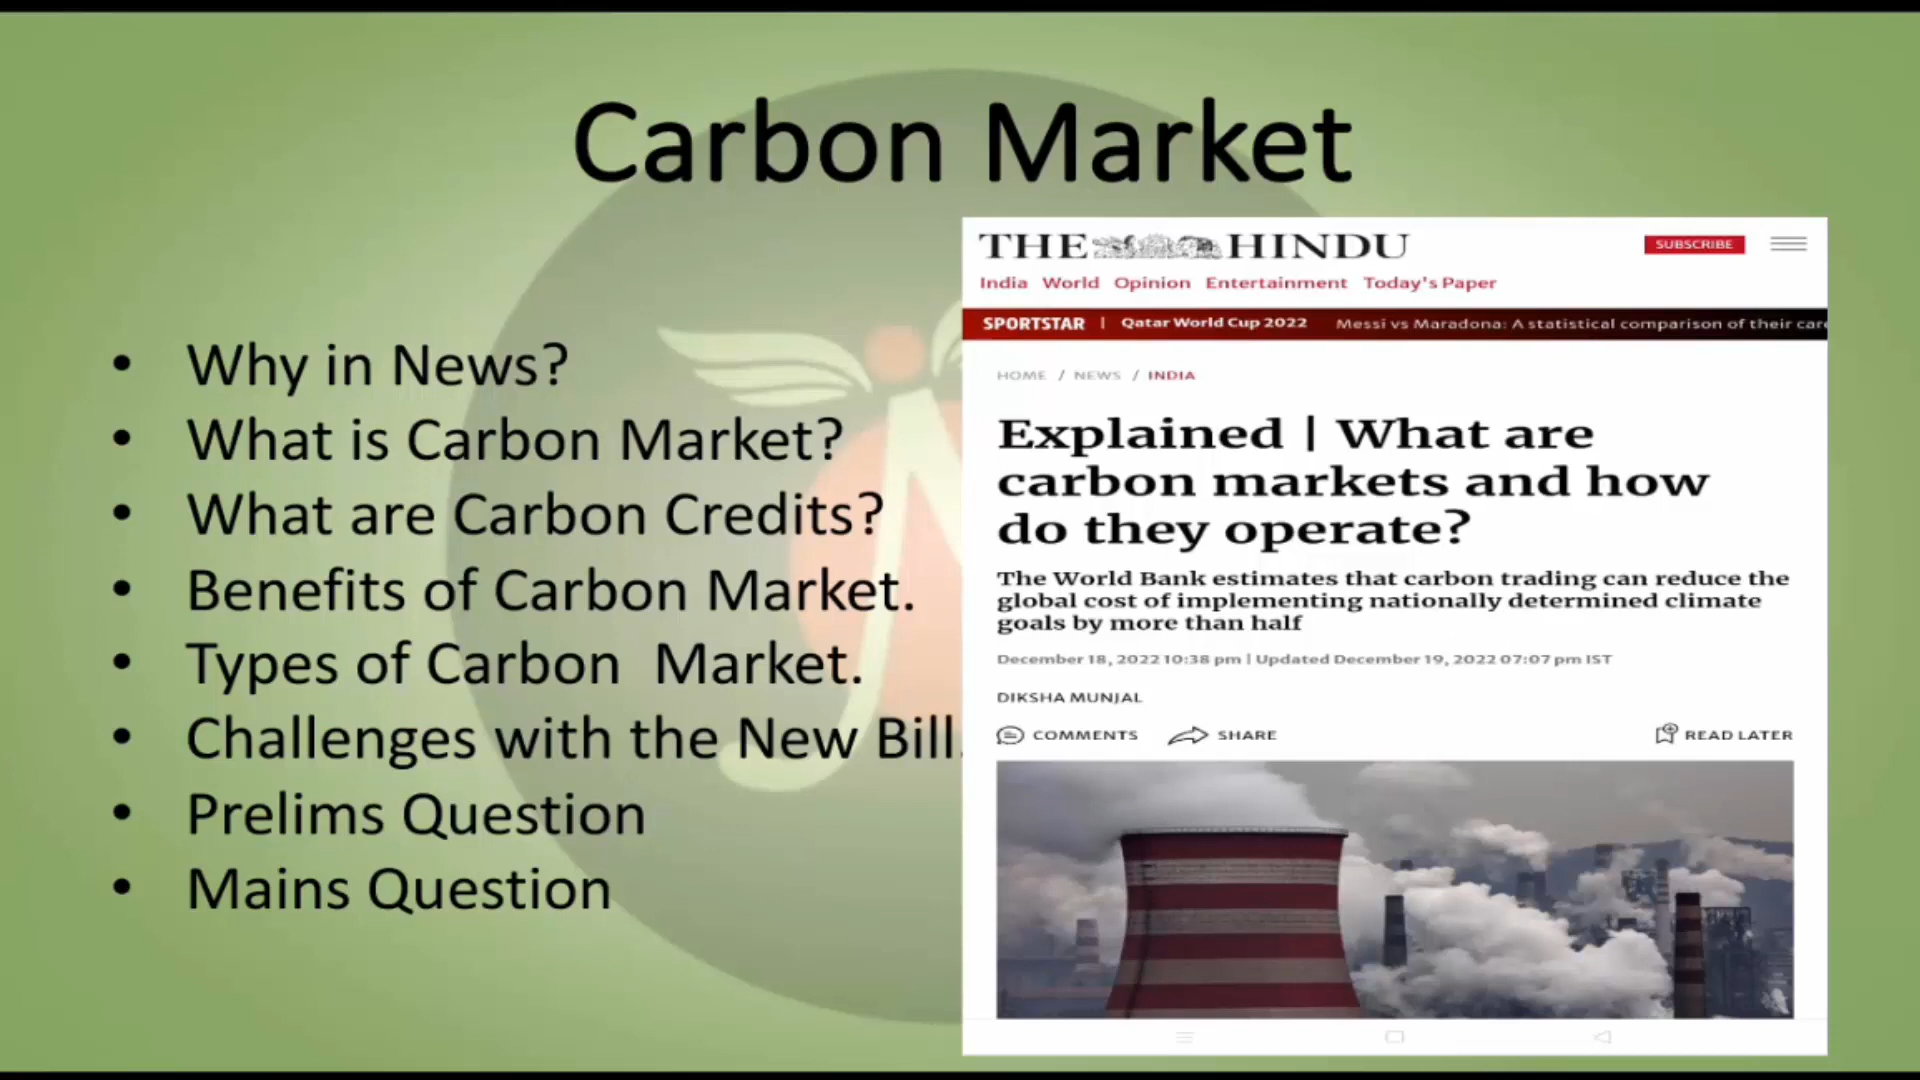 Carbon Market
• Why in News?
• What is Carbon Market?
• What are Carbon Credits?
• Benefits of Carbon Market.
• Types of Carbon  Market.
• Challenges with the New Bill.
• Prelims Question
• Mains Question
THE HINDU
SUBSCRIBE
India World Opinion Entertainment Today's Paper
SPORTSTAR | Qatar World Cup 2022 Messi vs Maradona: A statistical comparison of their
HOME / NEWS / INDIA
Explained | What are
carbon markets and how
do they operate?
The World Bank estimates that carbon trading can reduce the
global cost of implementing nationally determined climate
goals by more than half
December 18, 2022 10:38 pm | Updated December 19, 2022 07:07 pm IST
DIKSHA MUNJAL
COMMENTS SHARE READ LATER